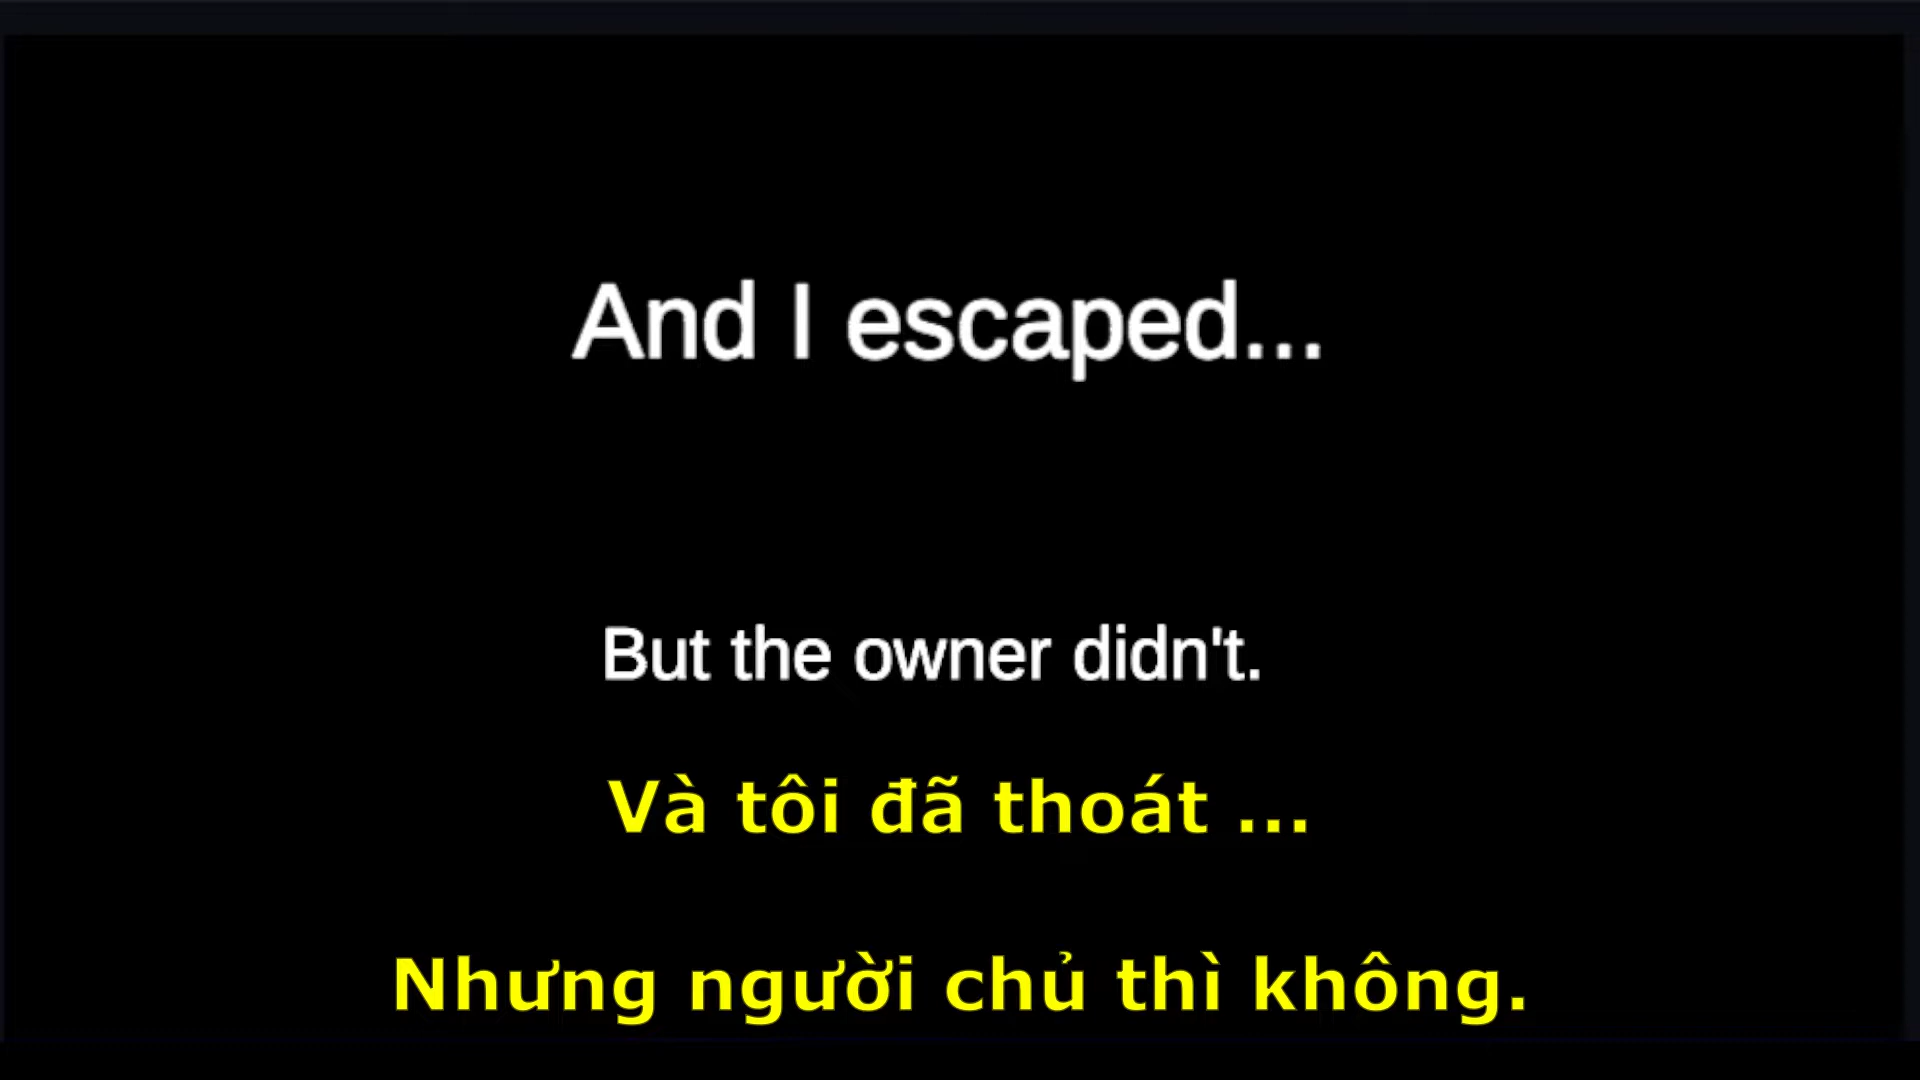 And I escaped...
But the owner didn't.
Và tôi đã thoát ...
Nhưng người chủ thì không.